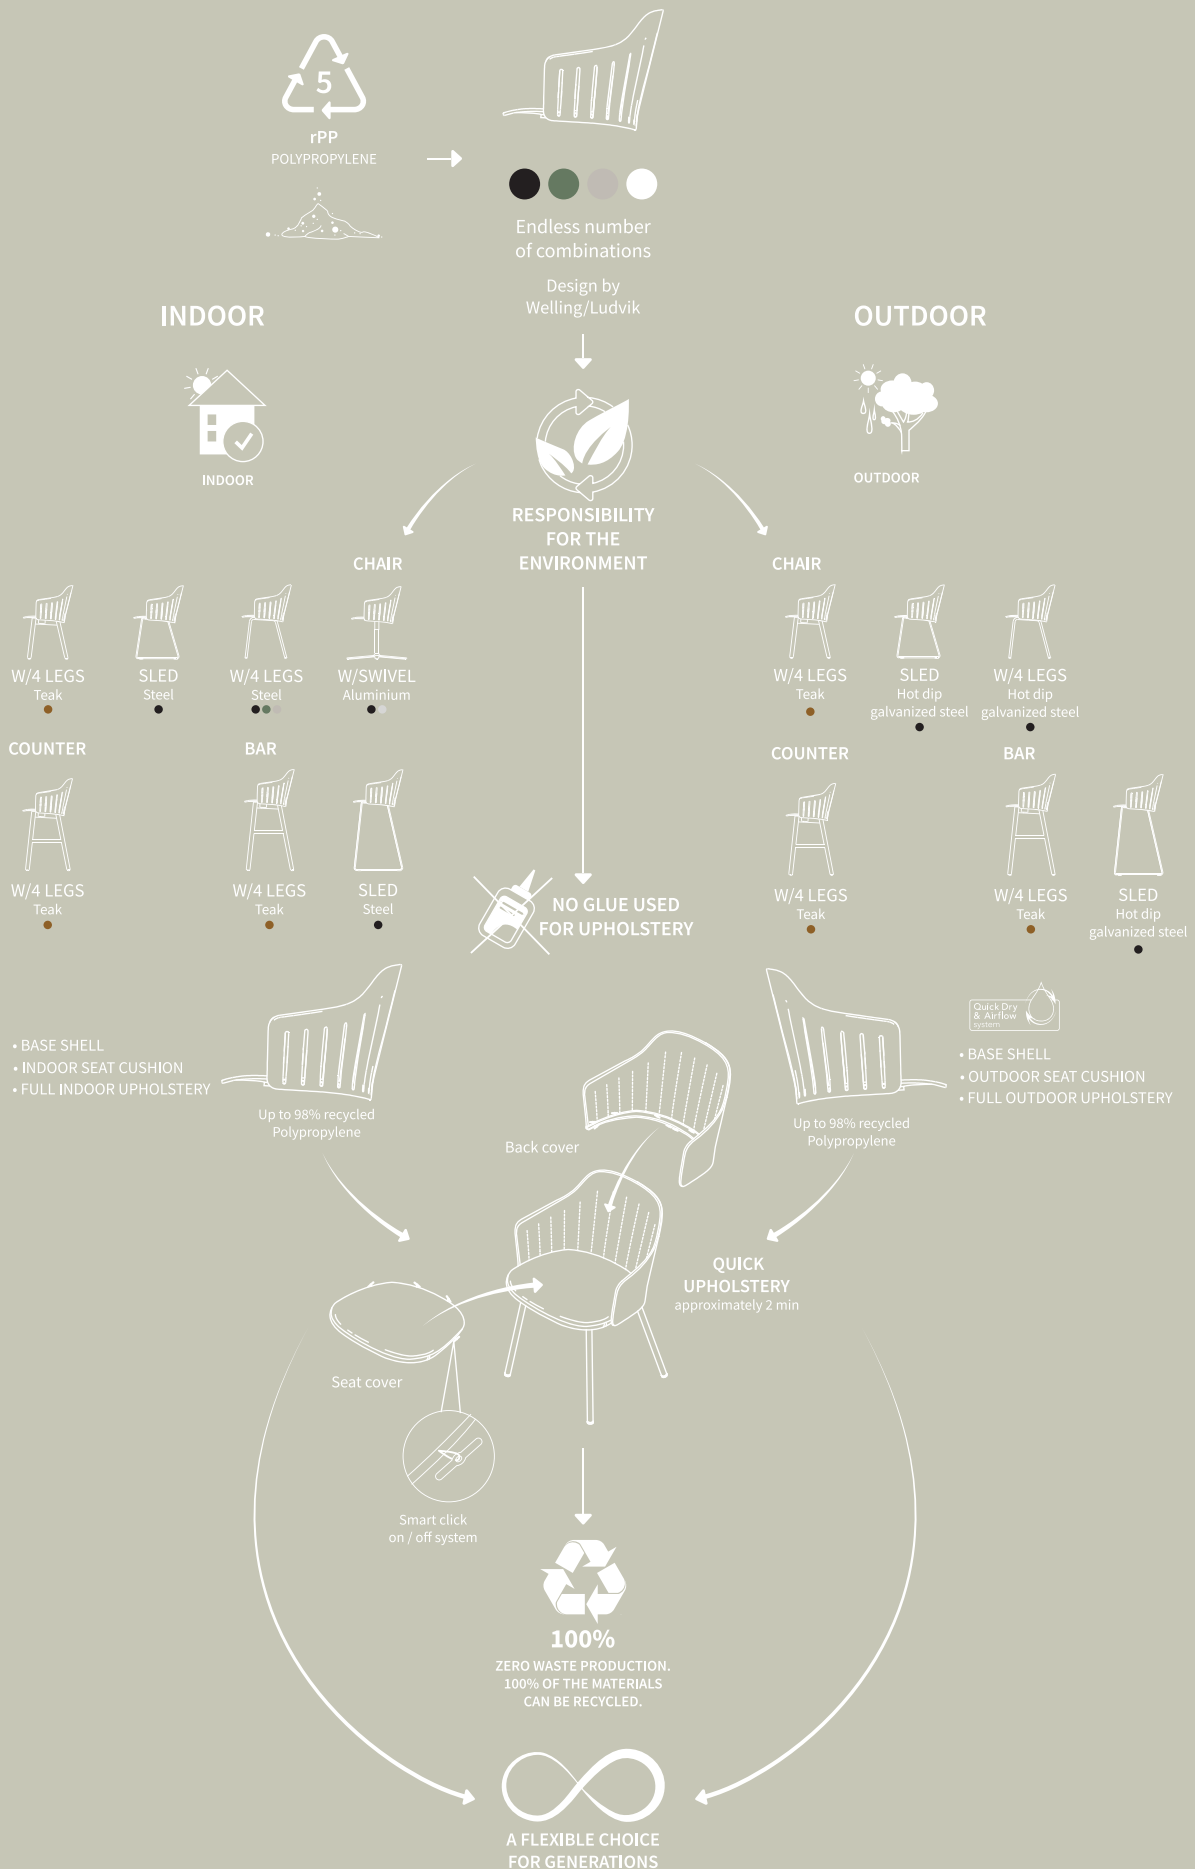 5
rPP
POLYPROPYLENE
Endless number
of combinations
Design by
Welling/Ludvik
INDOOR
OUTDOOR
INDOOR
OUTDOOR
RESPONSIBILITY
FOR THE
ENVIRONMENT
CHAIR
W/4 LEGS
Teak
SLED
Steel
W/4 LEGS
Steel
W/SWIVEL
Aluminium
COUNTER
W/4 LEGS
Teak
BAR
W/4 LEGS
Teak
SLED
Steel
CHAIR
W/4 LEGS
Teak
SLED
Hot dip
galvanized steel
W/4 LEGS
Hot dip
galvanized steel
COUNTER
W/4 LEGS
Teak
BAR
W/4 LEGS
Teak
SLED
Hot dip
galvanized steel
NO GLUE USED
FOR UPHOLSTERY
• BASE SHELL
• INDOOR SEAT CUSHION
• FULL INDOOR UPHOLSTERY
Up to 98% recycled
Polypropylene
Quick Dry
& Airflow
system
• BASE SHELL
• OUTDOOR SEAT CUSHION
• FULL OUTDOOR UPHOLSTERY
Up to 98% recycled
Polypropylene
Back cover
QUICK
UPHOLSTERY
approximately 2 min
Seat cover
Smart click
on / off system
100%
ZERO WASTE PRODUCTION.
100% OF THE MATERIALS
CAN BE RECYCLED.
A FLEXIBLE CHOICE
FOR GENERATIONS